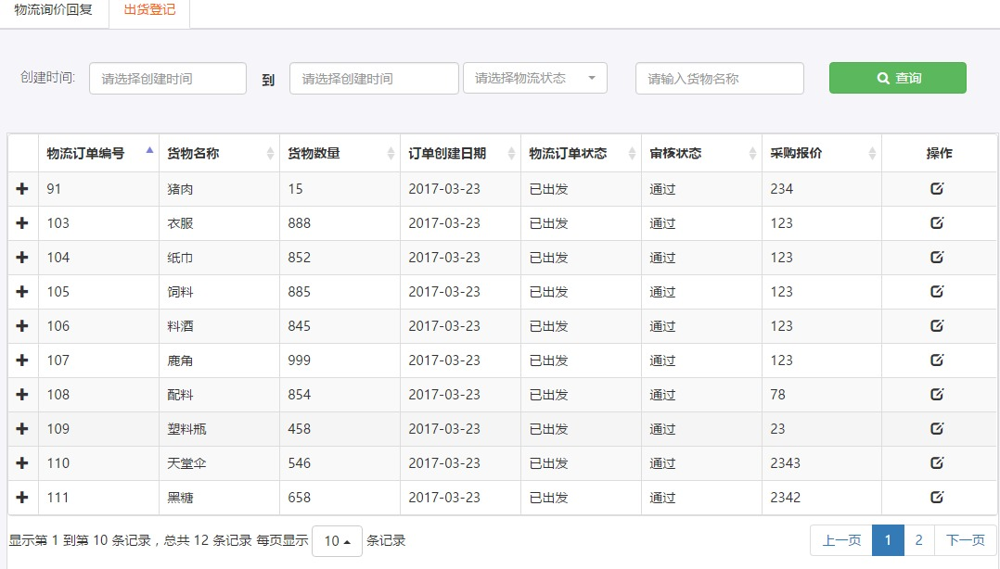 物流询价回复 出货登记
创建时间: 请选择创建时间 到 请选择创建时间 请选择物流状态 请输入货物名称 查询
物流订单编号 货物名称 货物数量 订单创建日期 物流订单状态 审核状态 采购报价 操作
91 猪肉 15 2017-03-23 已出发 通过 234
103 衣服 888 2017-03-23 已出发 通过 123
104 纸巾 852 2017-03-23 已出发 通过 123
105 饲料 885 2017-03-23 已出发 通过 123
106 料酒 845 2017-03-23 已出发 通过 123
107 鹿角 999 2017-03-23 已出发 通过 123
108 配料 854 2017-03-23 已出发 通过 78
109 塑料瓶 458 2017-03-23 已出发 通过 23
110 天堂伞 546 2017-03-23 已出发 通过 2343
111 黑糖 658 2017-03-23 已出发 通过 2342
显示第 1 到第 10 条记录，总共 12 条记录 每页显示 10 条记录 上一页 1 2 下一页